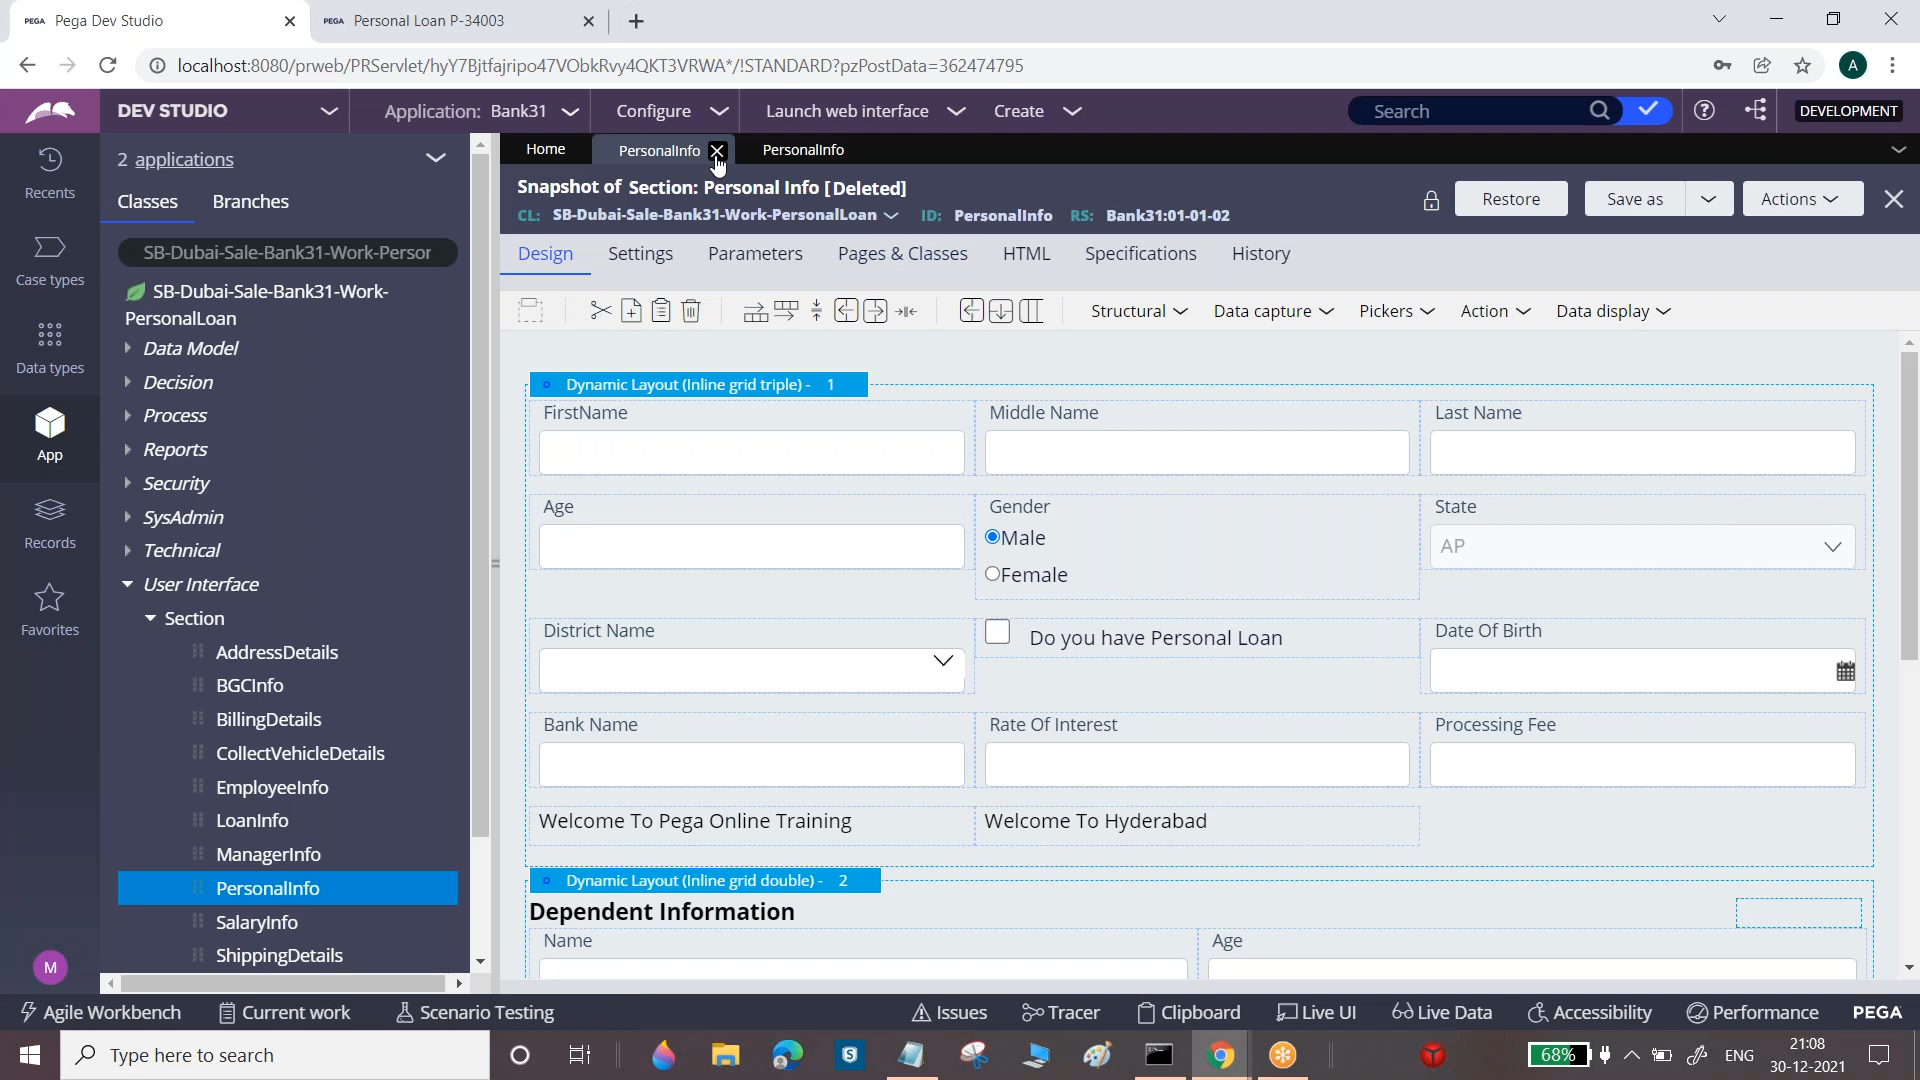 PEGA Pega Dev Studio
PEGA Personal Loan P-34003
localhost:8080/prweb/PRServlet/hyY7Bjtfajripo47VObkRvy4QKT3VRWA*/!STANDARD?pzPostData=362474795
A
DEV STUDIO
Application: Bank31
Configure
Launch web interface
Create
Search
DEVELOPMENT
Recents
Case types
Data types
App
Records
Favorites
M
2 applications
Classes
Branches
SB-Dubai-Sale-Bank31-Work-Person
SB-Dubai-Sale-Bank31-Work-
PersonalLoan
Data Model
Decision
Process
Reports
Security
SysAdmin
Technical
User Interface
Section
AddressDetails
BGCInfo
BillingDetails
CollectVehicleDetails
EmployeeInfo
LoanInfo
ManagerInfo
PersonalInfo
SalaryInfo
ShippingDetails
Home
PersonalInfo
PersonalInfo
Snapshot of Section: Personal Info [Deleted]
CL: SB-Dubai-Sale-Bank31-Work-PersonalLoan ID: PersonalInfo RS: Bank31:01-01-02
Restore
Save as
Actions
Design
Settings
Parameters
Pages & Classes
HTML
Specifications
History
Structural
Data capture
Pickers
Action
Data display
Dynamic Layout (Inline grid triple) - 1
FirstName
Middle Name
Last Name
Age
Gender
State
Male
Female
AP
District Name
Do you have Personal Loan
Date Of Birth
Bank Name
Rate Of Interest
Processing Fee
Welcome To Pega Online Training
Welcome To Hyderabad
Dynamic Layout (Inline grid double) - 2
Dependent Information
Name
Age
Agile Workbench
Current work
Scenario Testing
Issues
Tracer
Clipboard
Live UI
Live Data
Accessibility
Performance
PEGA
Type here to search
68%
ENG
21:08
30-12-2021